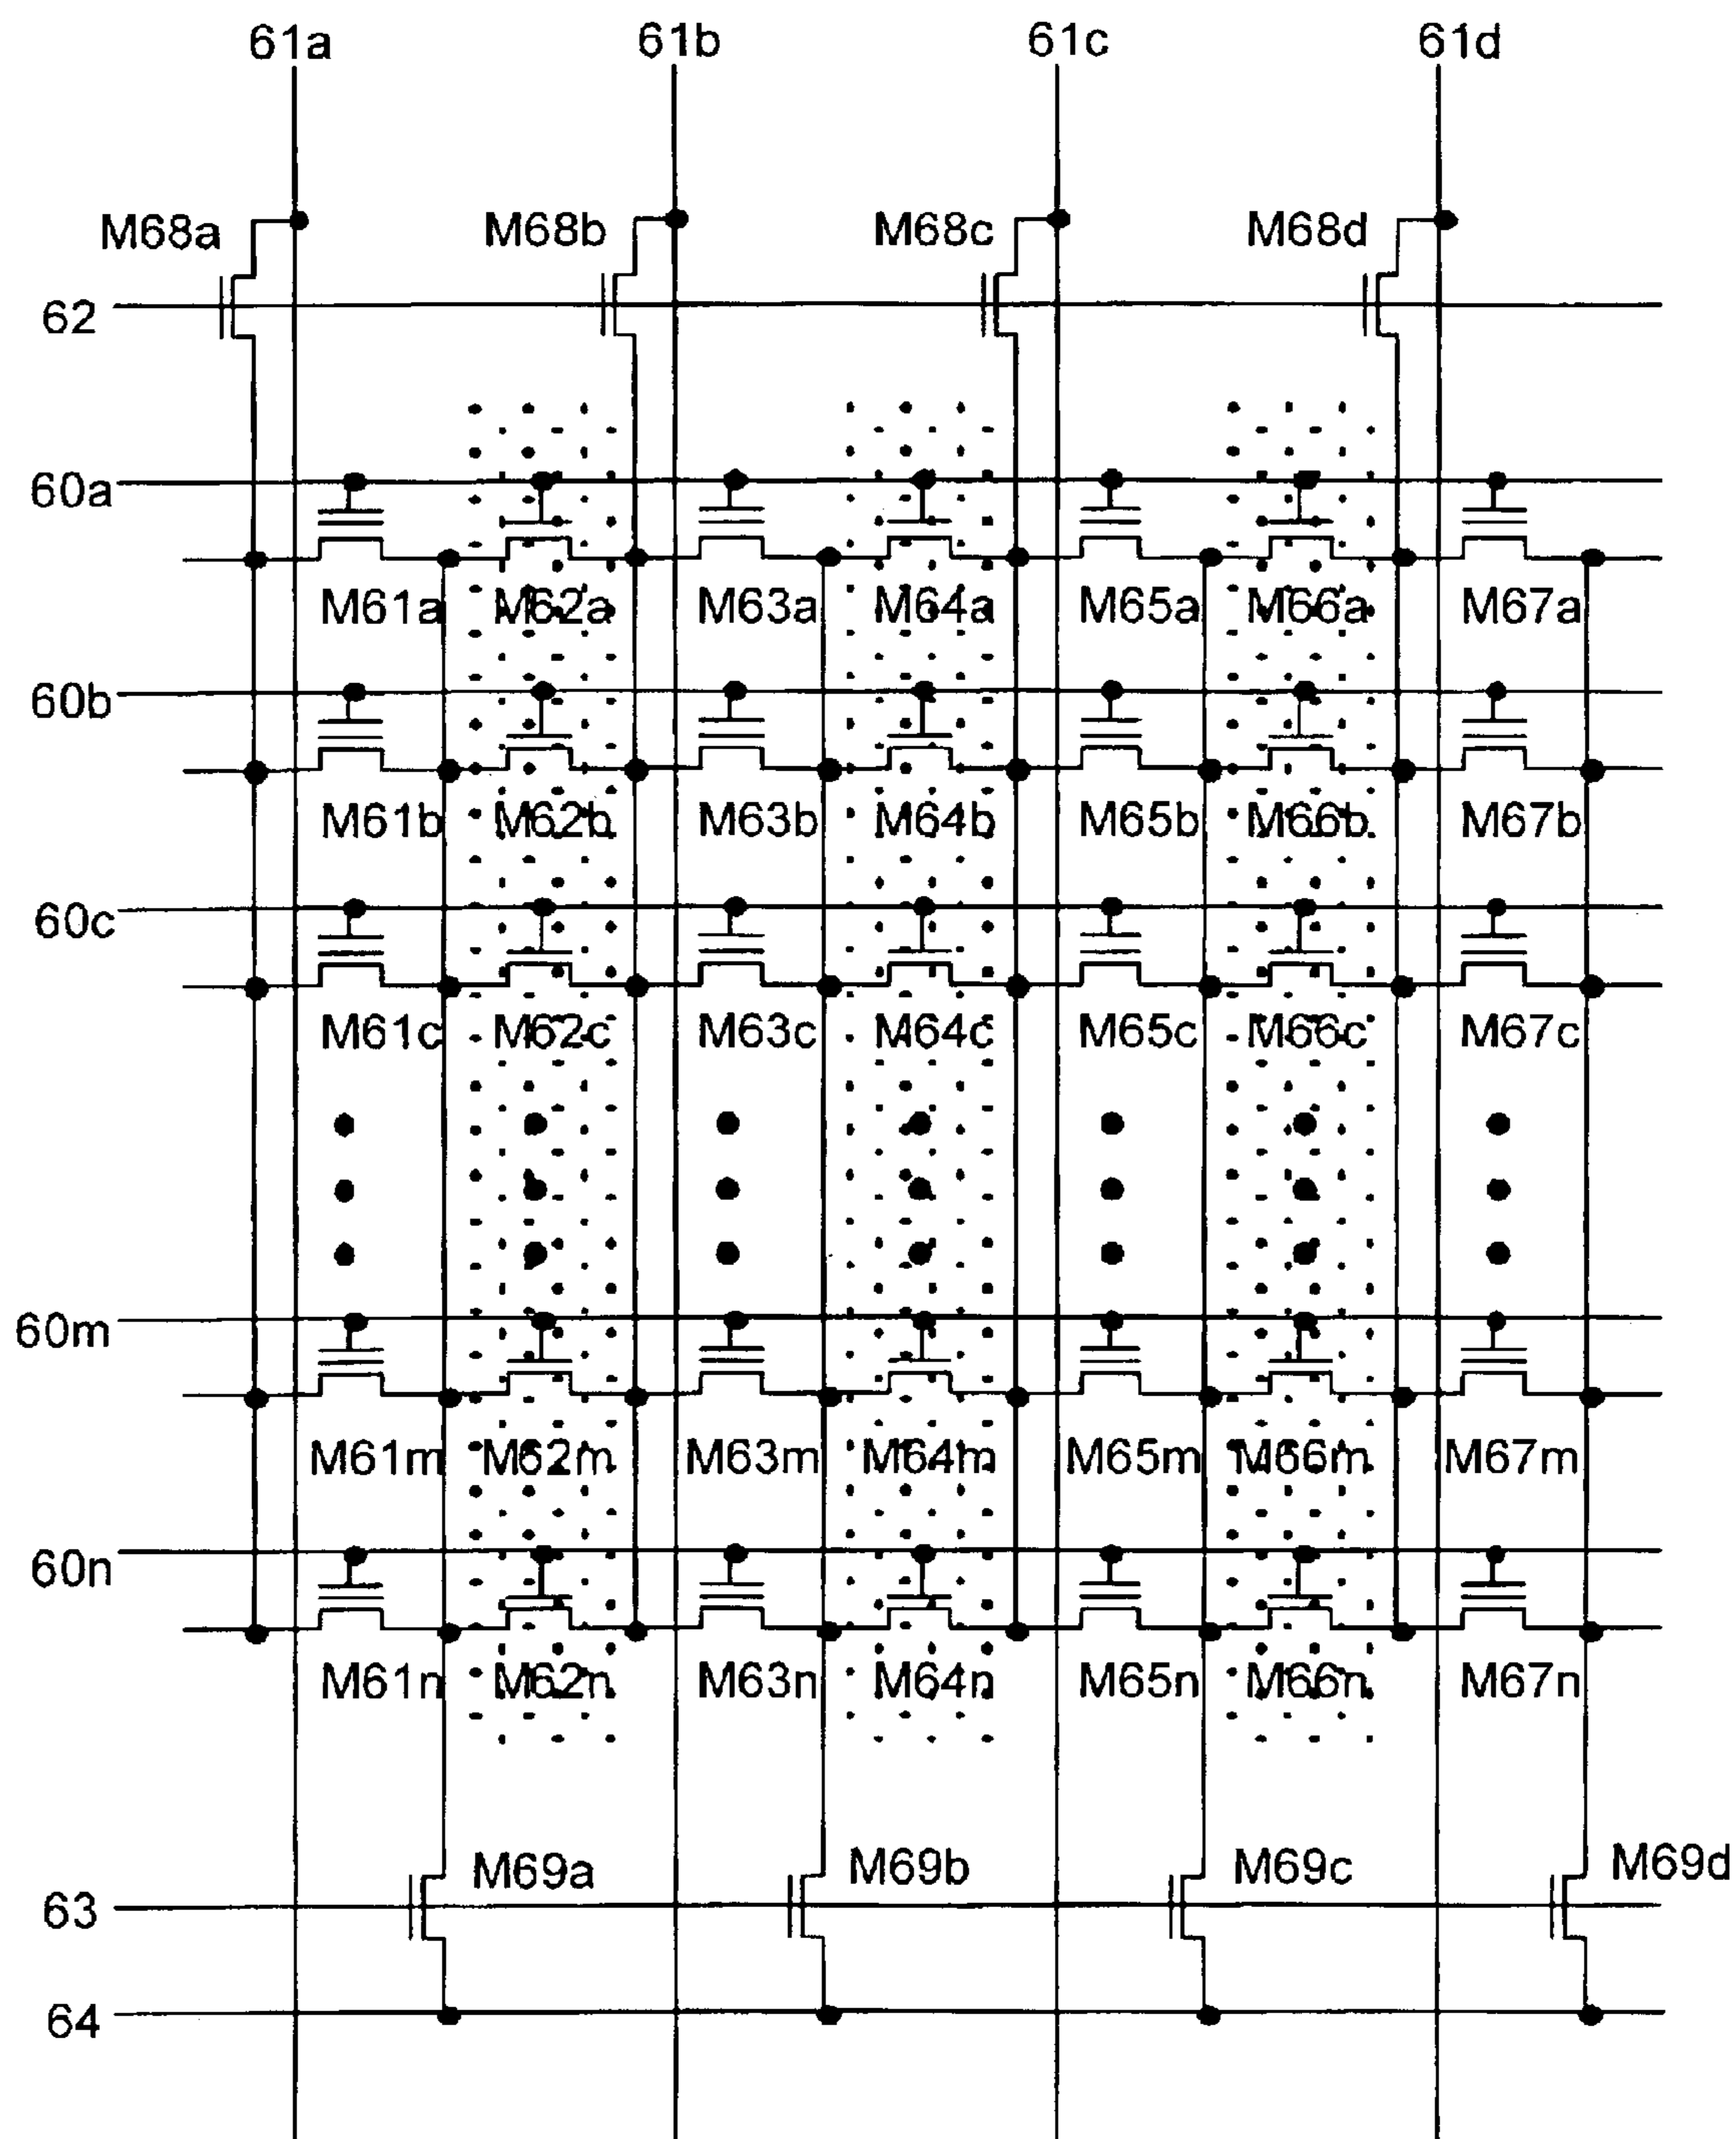 61a 61b 61c 61d
M68a M68b M68c M68d
62
60a
M61a M62a M63a M64a M65a M66a M67a
60b
M61b M62b M63b M64b M65b M66b M67b
60c
M61c M62c M63c M64c M65c M66c M67c
60m
M61m M62m M63m M64m M65m M66m M67m
60n
M61n M62n M63n M64n M65n M66n M67n
M69a M69b M69c M69d
63
64